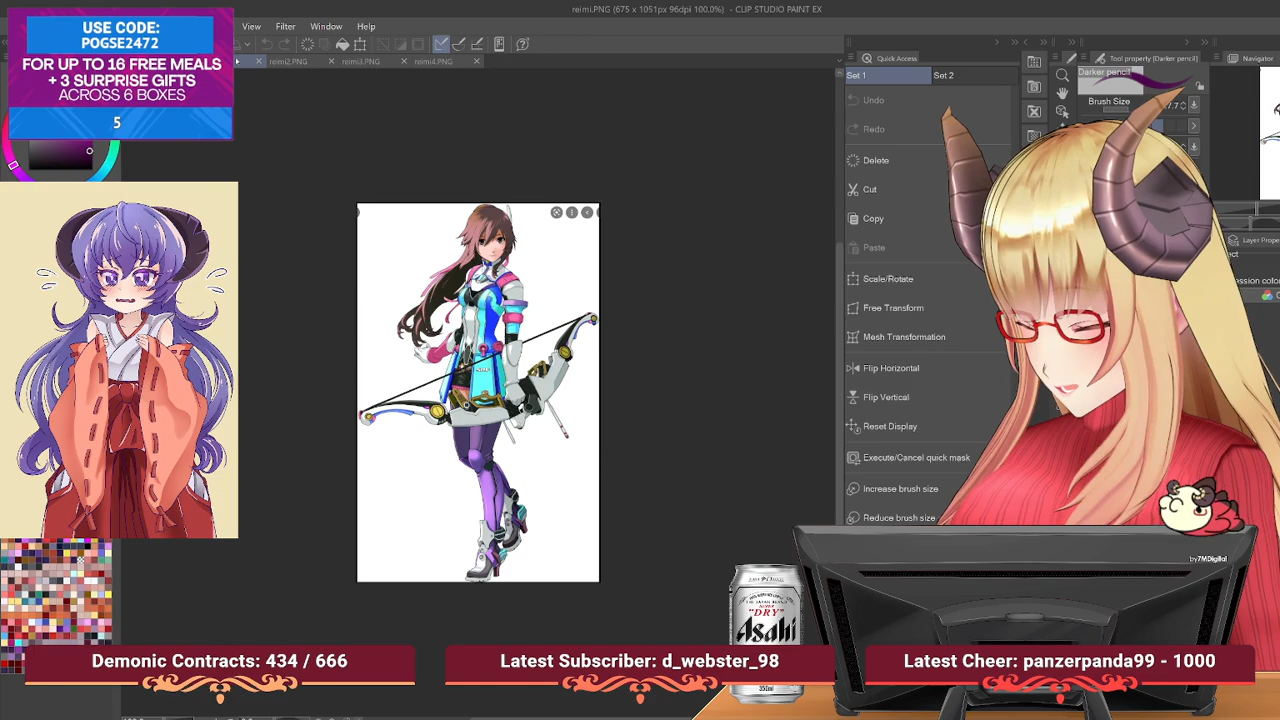 reimi.PNG (675 x 1051px 96dpi 100.0%) - CLIP STUDIO PAINT EX
View Filter Window Help
USE CODE:
POGSE2472
FOR UP TO 16 FREE MEALS
+ 3 SURPRISE GIFTS
ACROSS 6 BOXES
5
reimi2.PNG reimi3.PNG reimi4.PNG
Quick Access
Set 1 Set 2
Undo
Redo
Delete
Cut
Copy
Paste
Scale/Rotate
Free Transform
Mesh Transformation
Flip Horizontal
Flip Vertical
Reset Display
Execute/Cancel quick mask
Increase brush size
Reduce brush size
Tool property (Darker pencil)
Navigator
Darker pencil
Brush Size
Layer Prope
by7MDigital
"DRY"
Asahi
350ml
Demonic Contracts: 434 / 666
Latest Subscriber: d_webster_98
Latest Cheer: panzerpanda99 - 1000